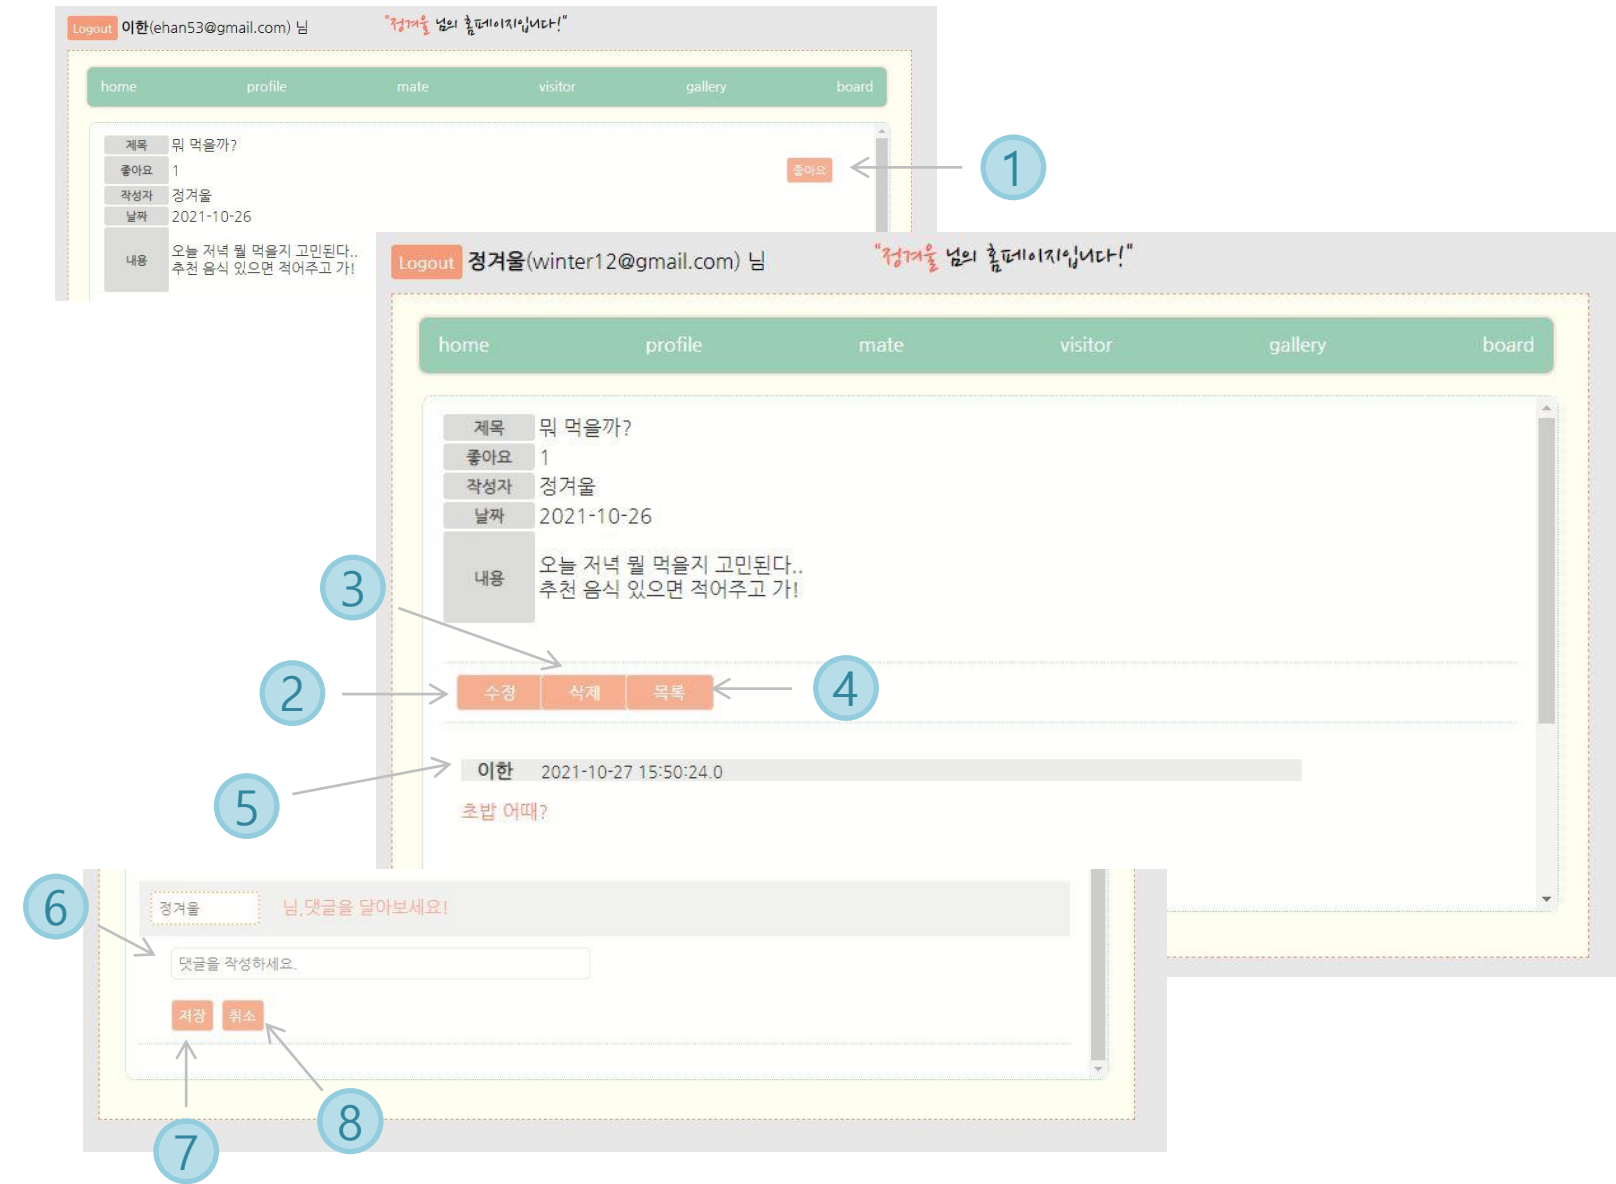 Logout 이한(ehan53@gmail.com) 님
"정겨울 님의 홈페이지입니다!"
home profile mate visitor gallery board
제목 뭐 먹을까?
좋아요 1
좋아요
작성자 정겨울
날짜 2021-10-26
내용 오늘 저녁 뭘 먹을지 고민된다..
추천 음식 있으면 적어주고 가!
1
Logout 정겨울(winter12@gmail.com) 님
"정겨울 님의 홈페이지입니다!"
home profile mate visitor gallery board
제목 뭐 먹을까?
좋아요 1
작성자 정겨울
날짜 2021-10-26
내용 오늘 저녁 뭘 먹을지 고민된다..
추천 음식 있으면 적어주고 가!
3
2
수정 삭제 목록
4
5
이한 2021-10-27 15:50:24.0
초밥 어때?
6
정겨울 님,댓글을 달아보세요!
댓글을 작성하세요.
저장 취소
7
8